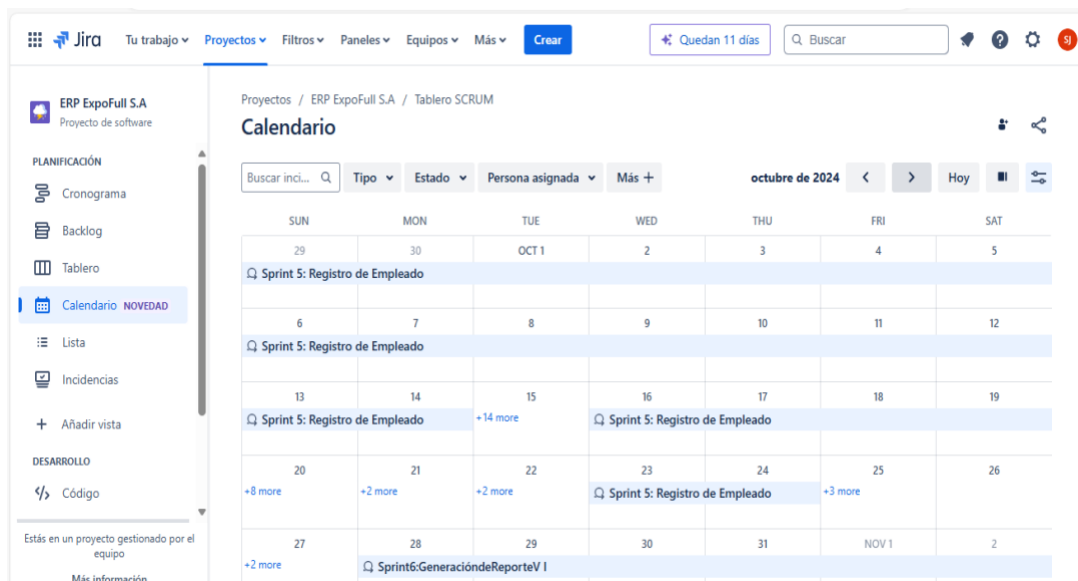 Jira Tu trabajo Proyectos Filtros Paneles Equipos Más Crear Quedan 11 días Buscar SJ
ERP ExpoFull S.A
Proyecto de software
PLANIFICACIÓN
Cronograma
Backlog
Tablero
Calendario NOVEDAD
Lista
Incidencias
+ Añadir vista
DESARROLLO
Código
Estás en un proyecto gestionado por el
equipo
Más información
Proyectos / ERP ExpoFull S.A / Tablero SCRUM
Calendario
Buscar inci... Tipo Estado Persona asignada Más + octubre de 2024 < > Hoy
SUN MON TUE WED THU FRI SAT
29 30 OCT 1 2 3 4 5
Sprint 5: Registro de Empleado
6 7 8 9 10 11 12
Sprint 5: Registro de Empleado
13 14 15 16 17 18 19
Sprint 5: Registro de Empleado +14 more Sprint 5: Registro de Empleado
20 21 22 23 24 25 26
+8 more +2 more +2 more Sprint 5: Registro de Empleado +3 more
27 28 29 30 31 NOV 1 2
+2 more Sprint6:GeneracióndeReporteV I